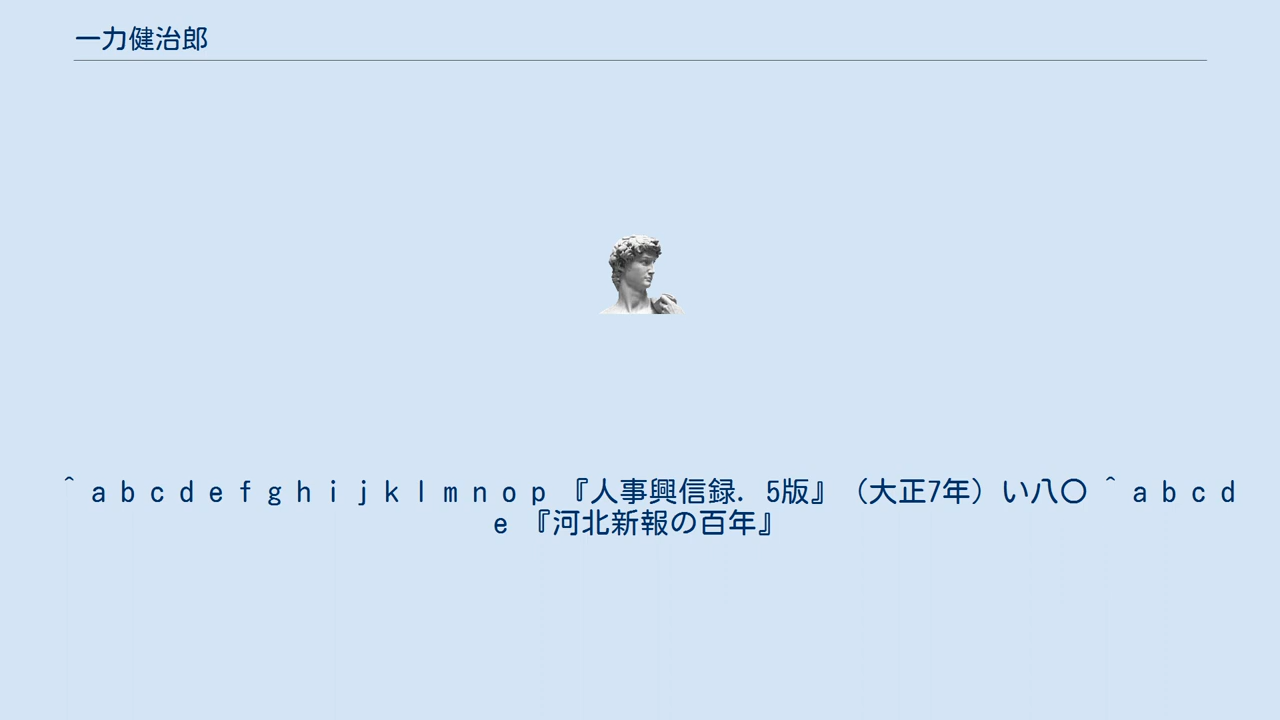 一力健治郎
^ a b c d e f g h i j k l m n o p 『人事興信録. 5版』（大正7年）い八〇 ^ a b c d
e 『河北新報の百年』